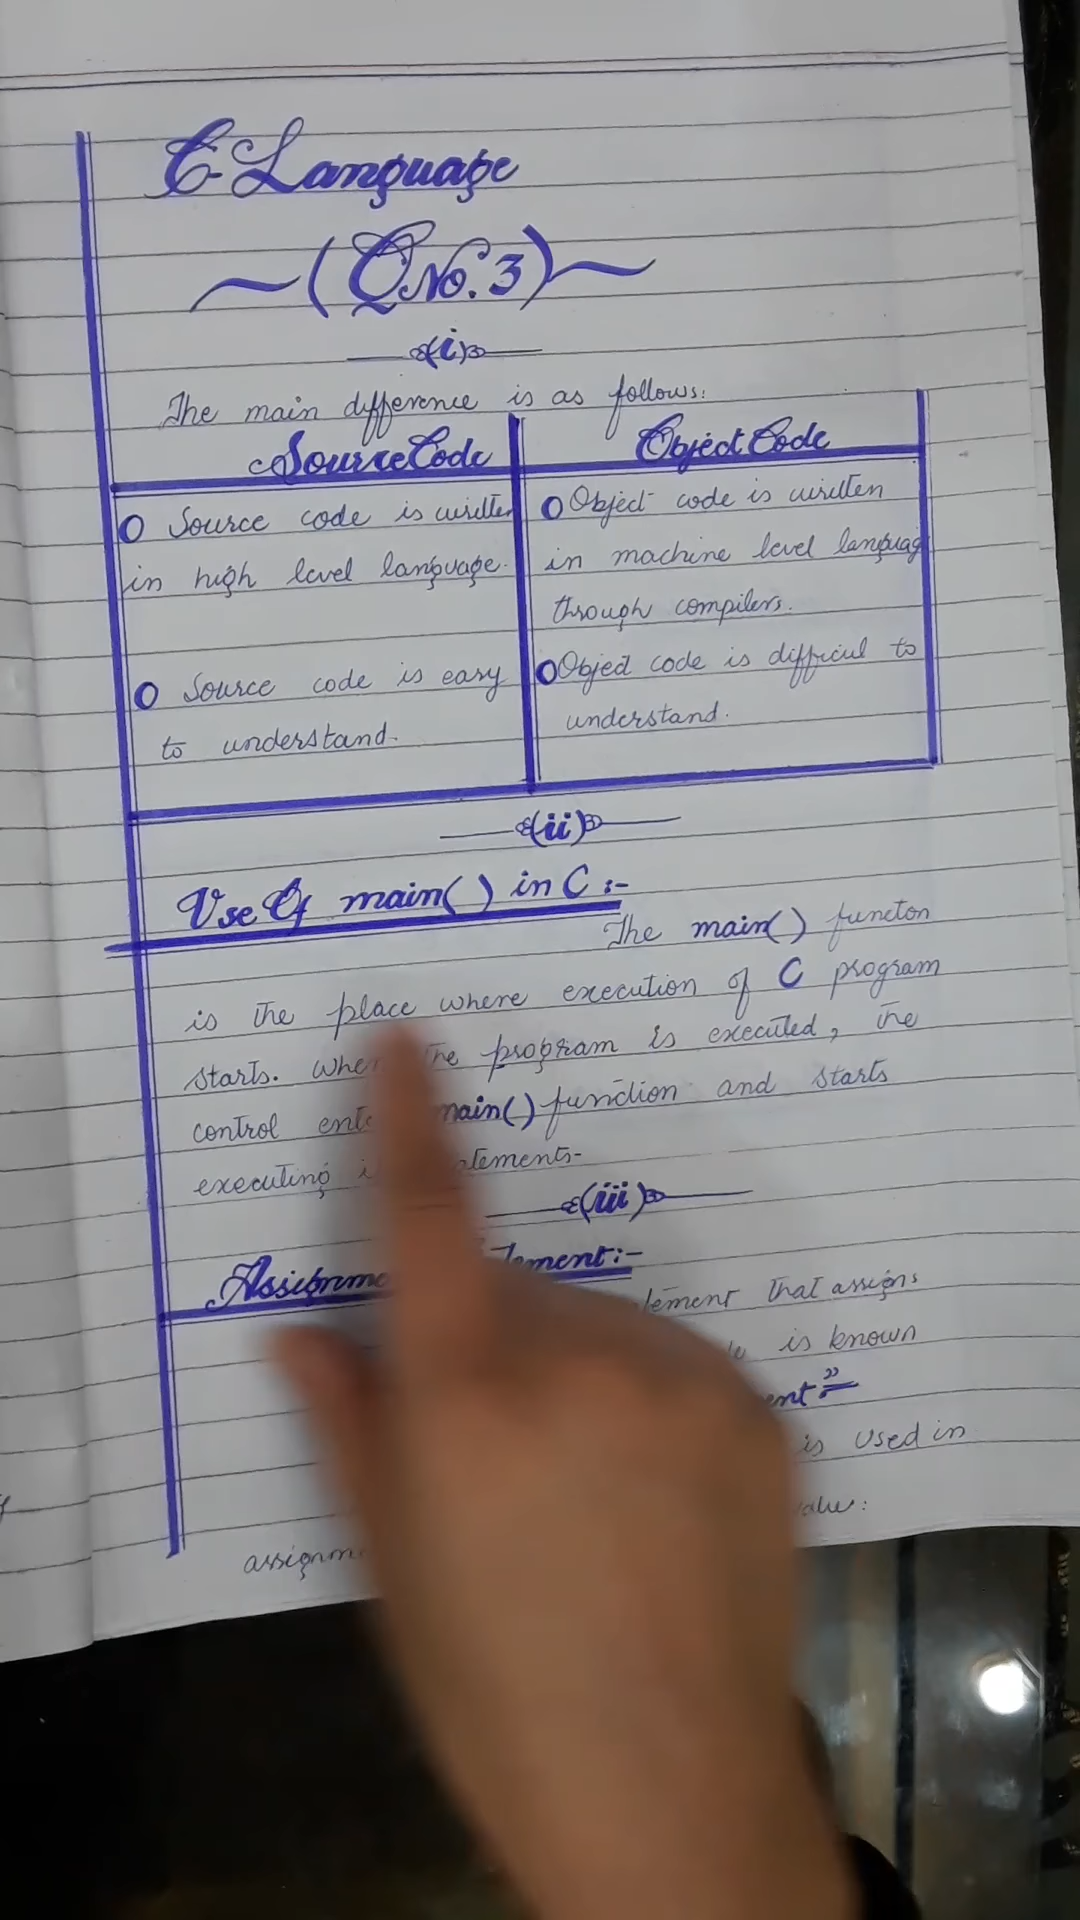 C-Language
(Q No. 3)
(i)
The main difference is as follows:
Source Code
Object Code
Source code is written
in high level language.
Source code is easy
to understand.
Object code is written
in machine level languag
through compilers.
Object code is difficul to
understand.
(ii)
Use Of main() in C :-
The main() functon
is the place where execution of C program
starts. the program is executed, the
control main() function and starts
executing
(iii)
that assigns
is known
is used in